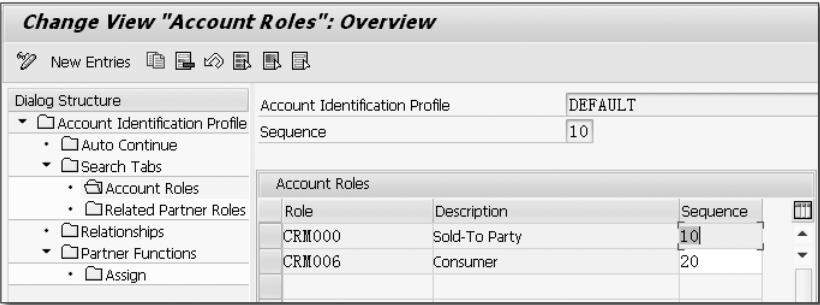 Change View "Account Roles": Overview
New Entries
Dialog Structure
Account Identification Profile
Auto Continue
Search Tabs
Account Roles
Related Partner Roles
Relationships
Partner Functions
Assign
Account Identification Profile DEFAULT
Sequence 10
Account Roles
Role Description Sequence
CRM000 Sold-To Party 10
CRM006 Consumer 20